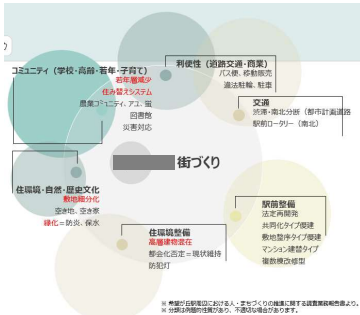 コミュニティ（学校・高齢・若年・子育て）
若年層減少
住み替えシステム
農業コミュニティ、アユ、蛍
図書館
災害対応
利便性（道路交通・商業）
バス便、移動販売
違法駐輪、駐車
交通
渋滞・南北分断（都市計画道路
駅前ロータリー（南北）
街づくり
住環境・自然・歴史文化
敷地細分化
空き地、空き家
緑化＝防炎、保水
住環境整備
高層建物混在
都会化否定＝現状維持
防犯灯
駅前整備
法定再開発
共同化タイプ優建
敷地整序タイプ優建
マンション建替タイプ
複数棟改修型
※ 希望が丘駅周辺における人・まちづくりの推進に関する調査業務報告書より。
※ 分類は例題的性質があり、不適切な場合があります。